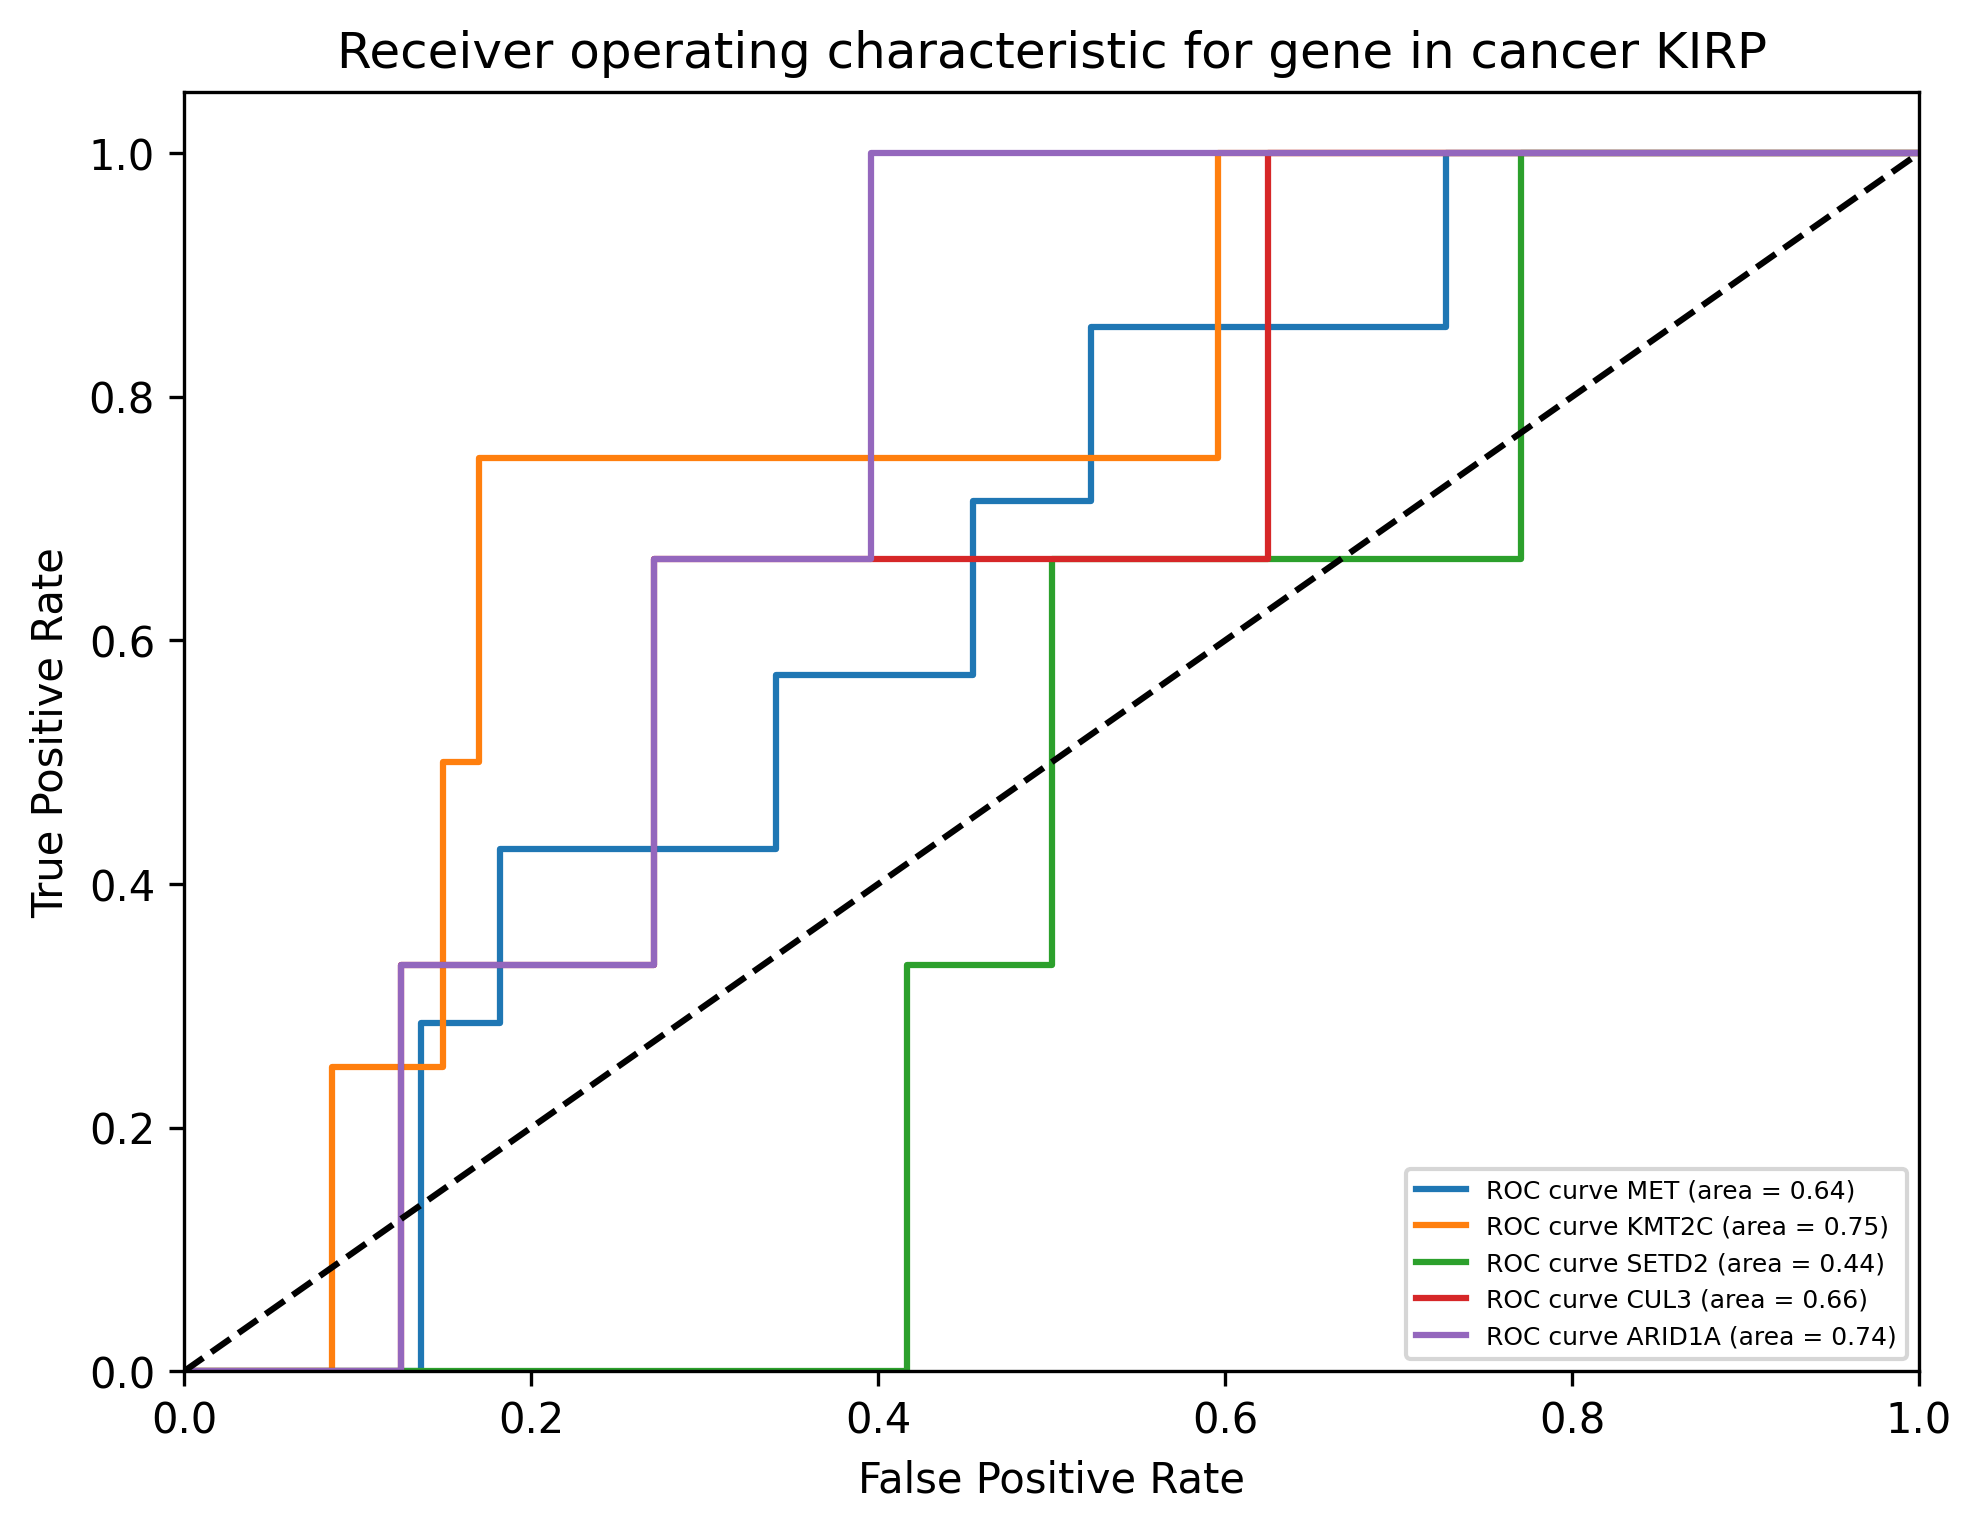 Receiver operating characteristic for gene in cancer KIRP
1.0
0.8
0.6
0.4
0.2
0.0
True Positive Rate
0.0 0.2 0.4 0.6 0.8 1.0
False Positive Rate
ROC curve MET (area = 0.64)
ROC curve KMT2C (area = 0.75)
ROC curve SETD2 (area = 0.44)
ROC curve CUL3 (area = 0.66)
ROC curve ARID1A (area = 0.74)